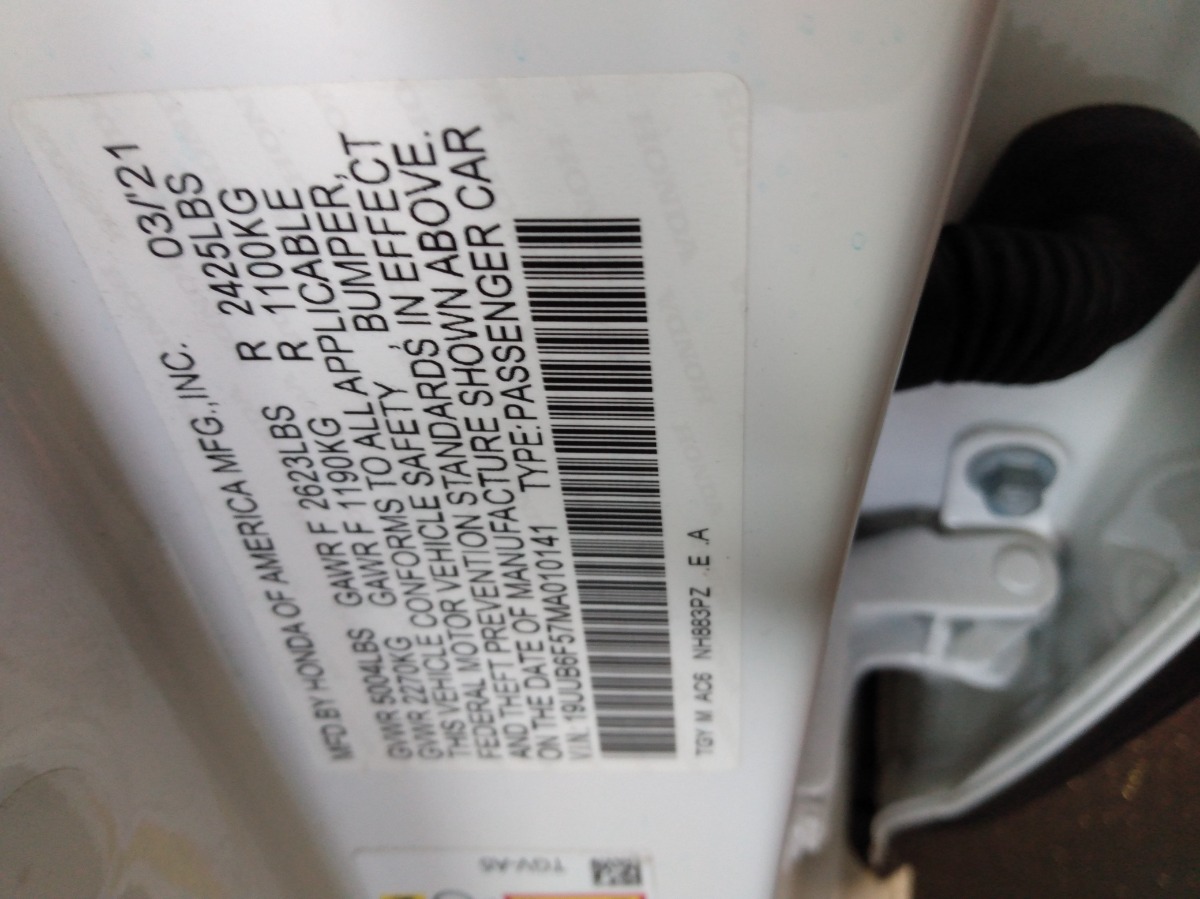 MFD.BY HONDA OF AMERICA MFG.,INC. 03/'21
GVWR 5004LBS GAWR F 2623LBS R 2425LBS
GVWR 2270KG GAWR F 1190KG R 1100KG
THIS VEHICLE CONFORMS TO ALL APPLICABLE
FEDERAL MOTOR VEHICLE SAFETY, BUMPER,
AND THEFT PREVENTION STANDARDS IN EFFECT
ON THE DATE OF MANUFACTURE SHOWN ABOVE.
V.I.N. 19UUB6F57MA010141 TYPE:PASSENGER CAR
TGY M AC6 NH883PZ .E .A
TGV-A5